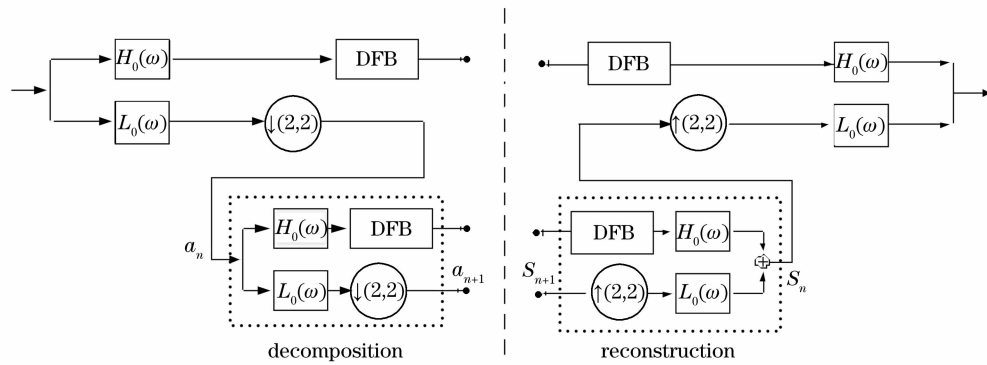 H₀(ω) DFB
L₀(ω) ↓(2,2)
aₙ
H₀(ω) DFB
L₀(ω) ↓(2,2)
aₙ₊₁
decomposition
DFB H₀(ω)
↑(2,2) L₀(ω)
DFB H₀(ω)
Sₙ₊₁
↑(2,2) L₀(ω)
Sₙ
reconstruction